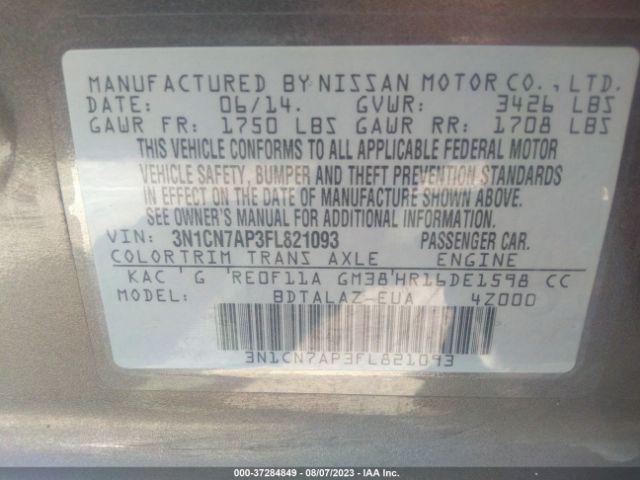 MANUFACTURED BY NISSAN MOTOR CO., LTD.
DATE: 06/14. GVWR: 3426 LBS
GAWR FR: 1750 LBS GAWR RR: 1708 LBS
THIS VEHICLE CONFORMS TO ALL APPLICABLE FEDERAL MOTOR
VEHICLE SAFETY, BUMPER AND THEFT PREVENTION STANDARDS
IN EFFECT ON THE DATE OF MANUFACTURE SHOWN ABOVE.
SEE OWNER'S MANUAL FOR ADDITIONAL INFORMATION.
VIN: 3N1CN7AP3FL821093 PASSENGER CAR.
COLOR TRIM TRANS AXLE ENGINE
KAC ' G 'RE0F11A GM38'HR16DE1598 CC
MODEL: BDTALAZ-EUA 4Z000
3N1CN7AP3FL821093
000-37284849 - 08/07/2023 - IAA Inc.